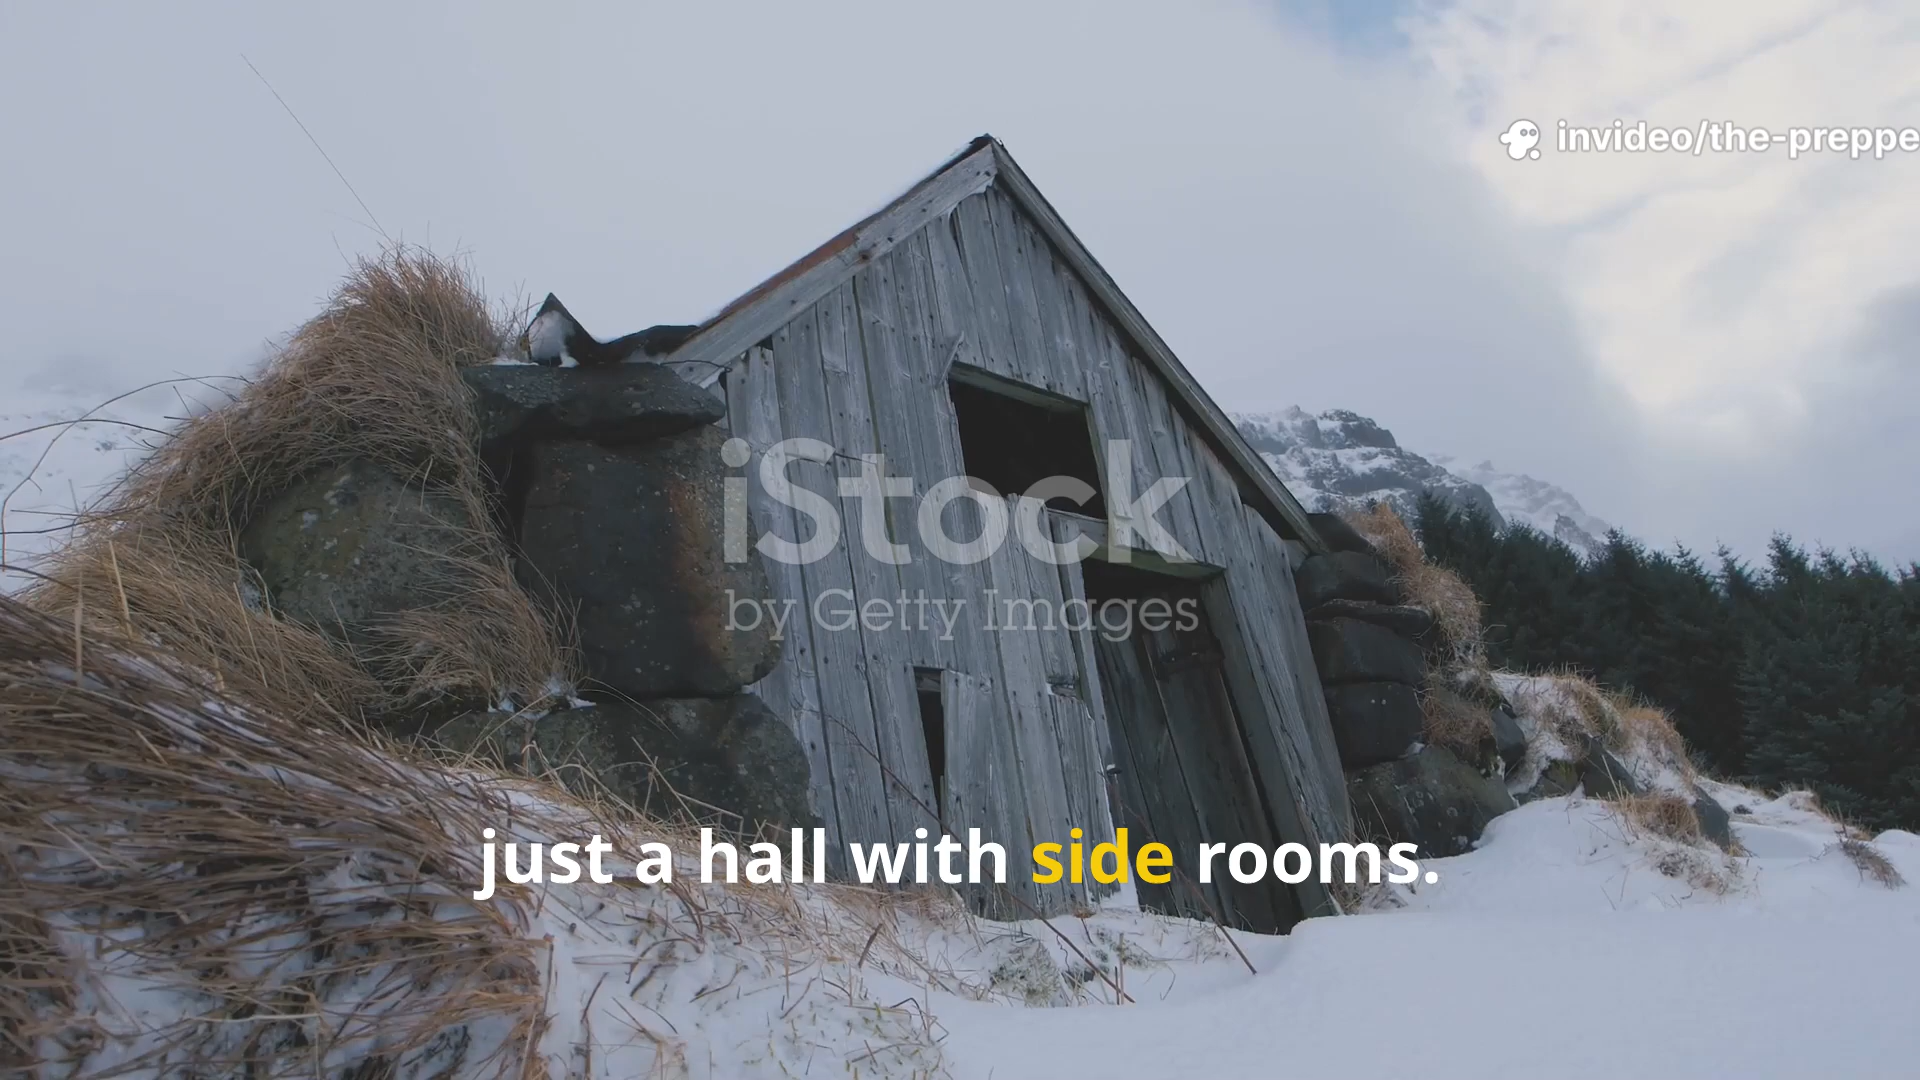 invideo/the-preppe
iStock
by Getty Images
just a hall with side rooms.